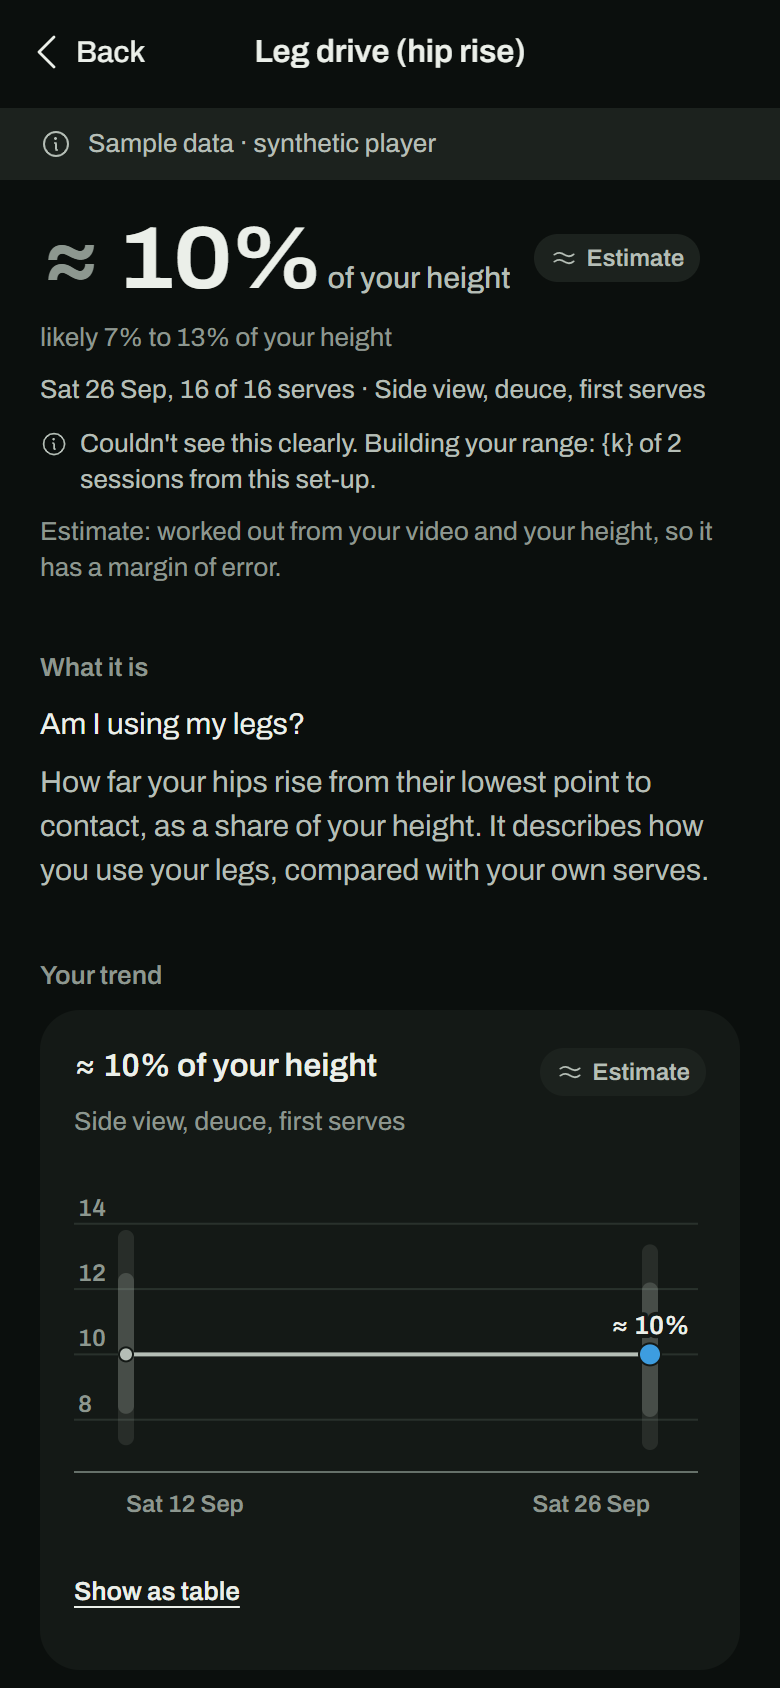 Back
Leg drive (hip rise)
Sample data · synthetic player
≈ 10% of your height
≈ Estimate
likely 7% to 13% of your height
Sat 26 Sep, 16 of 16 serves · Side view, deuce, first serves
Couldn't see this clearly. Building your range: {k} of 2
sessions from this set-up.
Estimate: worked out from your video and your height, so it
has a margin of error.
What it is
Am I using my legs?
How far your hips rise from their lowest point to
contact, as a share of your height. It describes how
you use your legs, compared with your own serves.
Your trend
≈ 10% of your height
≈ Estimate
Side view, deuce, first serves
14
12
≈ 10%
10
8
Sat 12 Sep
Sat 26 Sep
Show as table